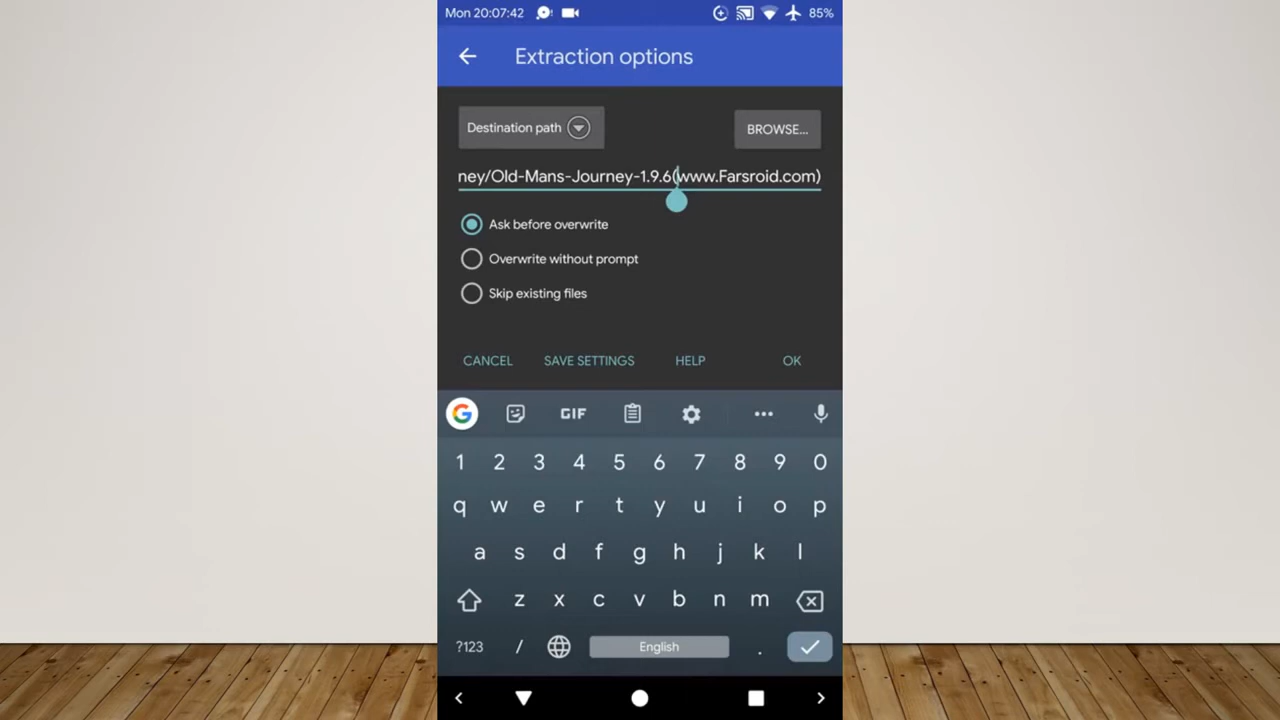 Mon 20:07:42 85%
Extraction options
Destination path BROWSE...
ney/Old-Mans-Journey-1.9.6(www.Farsroid.com)
Ask before overwrite
Overwrite without prompt
Skip existing files
CANCEL SAVE SETTINGS HELP OK
G GIF
1 2 3 4 5 6 7 8 9 0
q w e r t y u i o p
a s d f g h j k l
z x c v b n m
?123 / English .